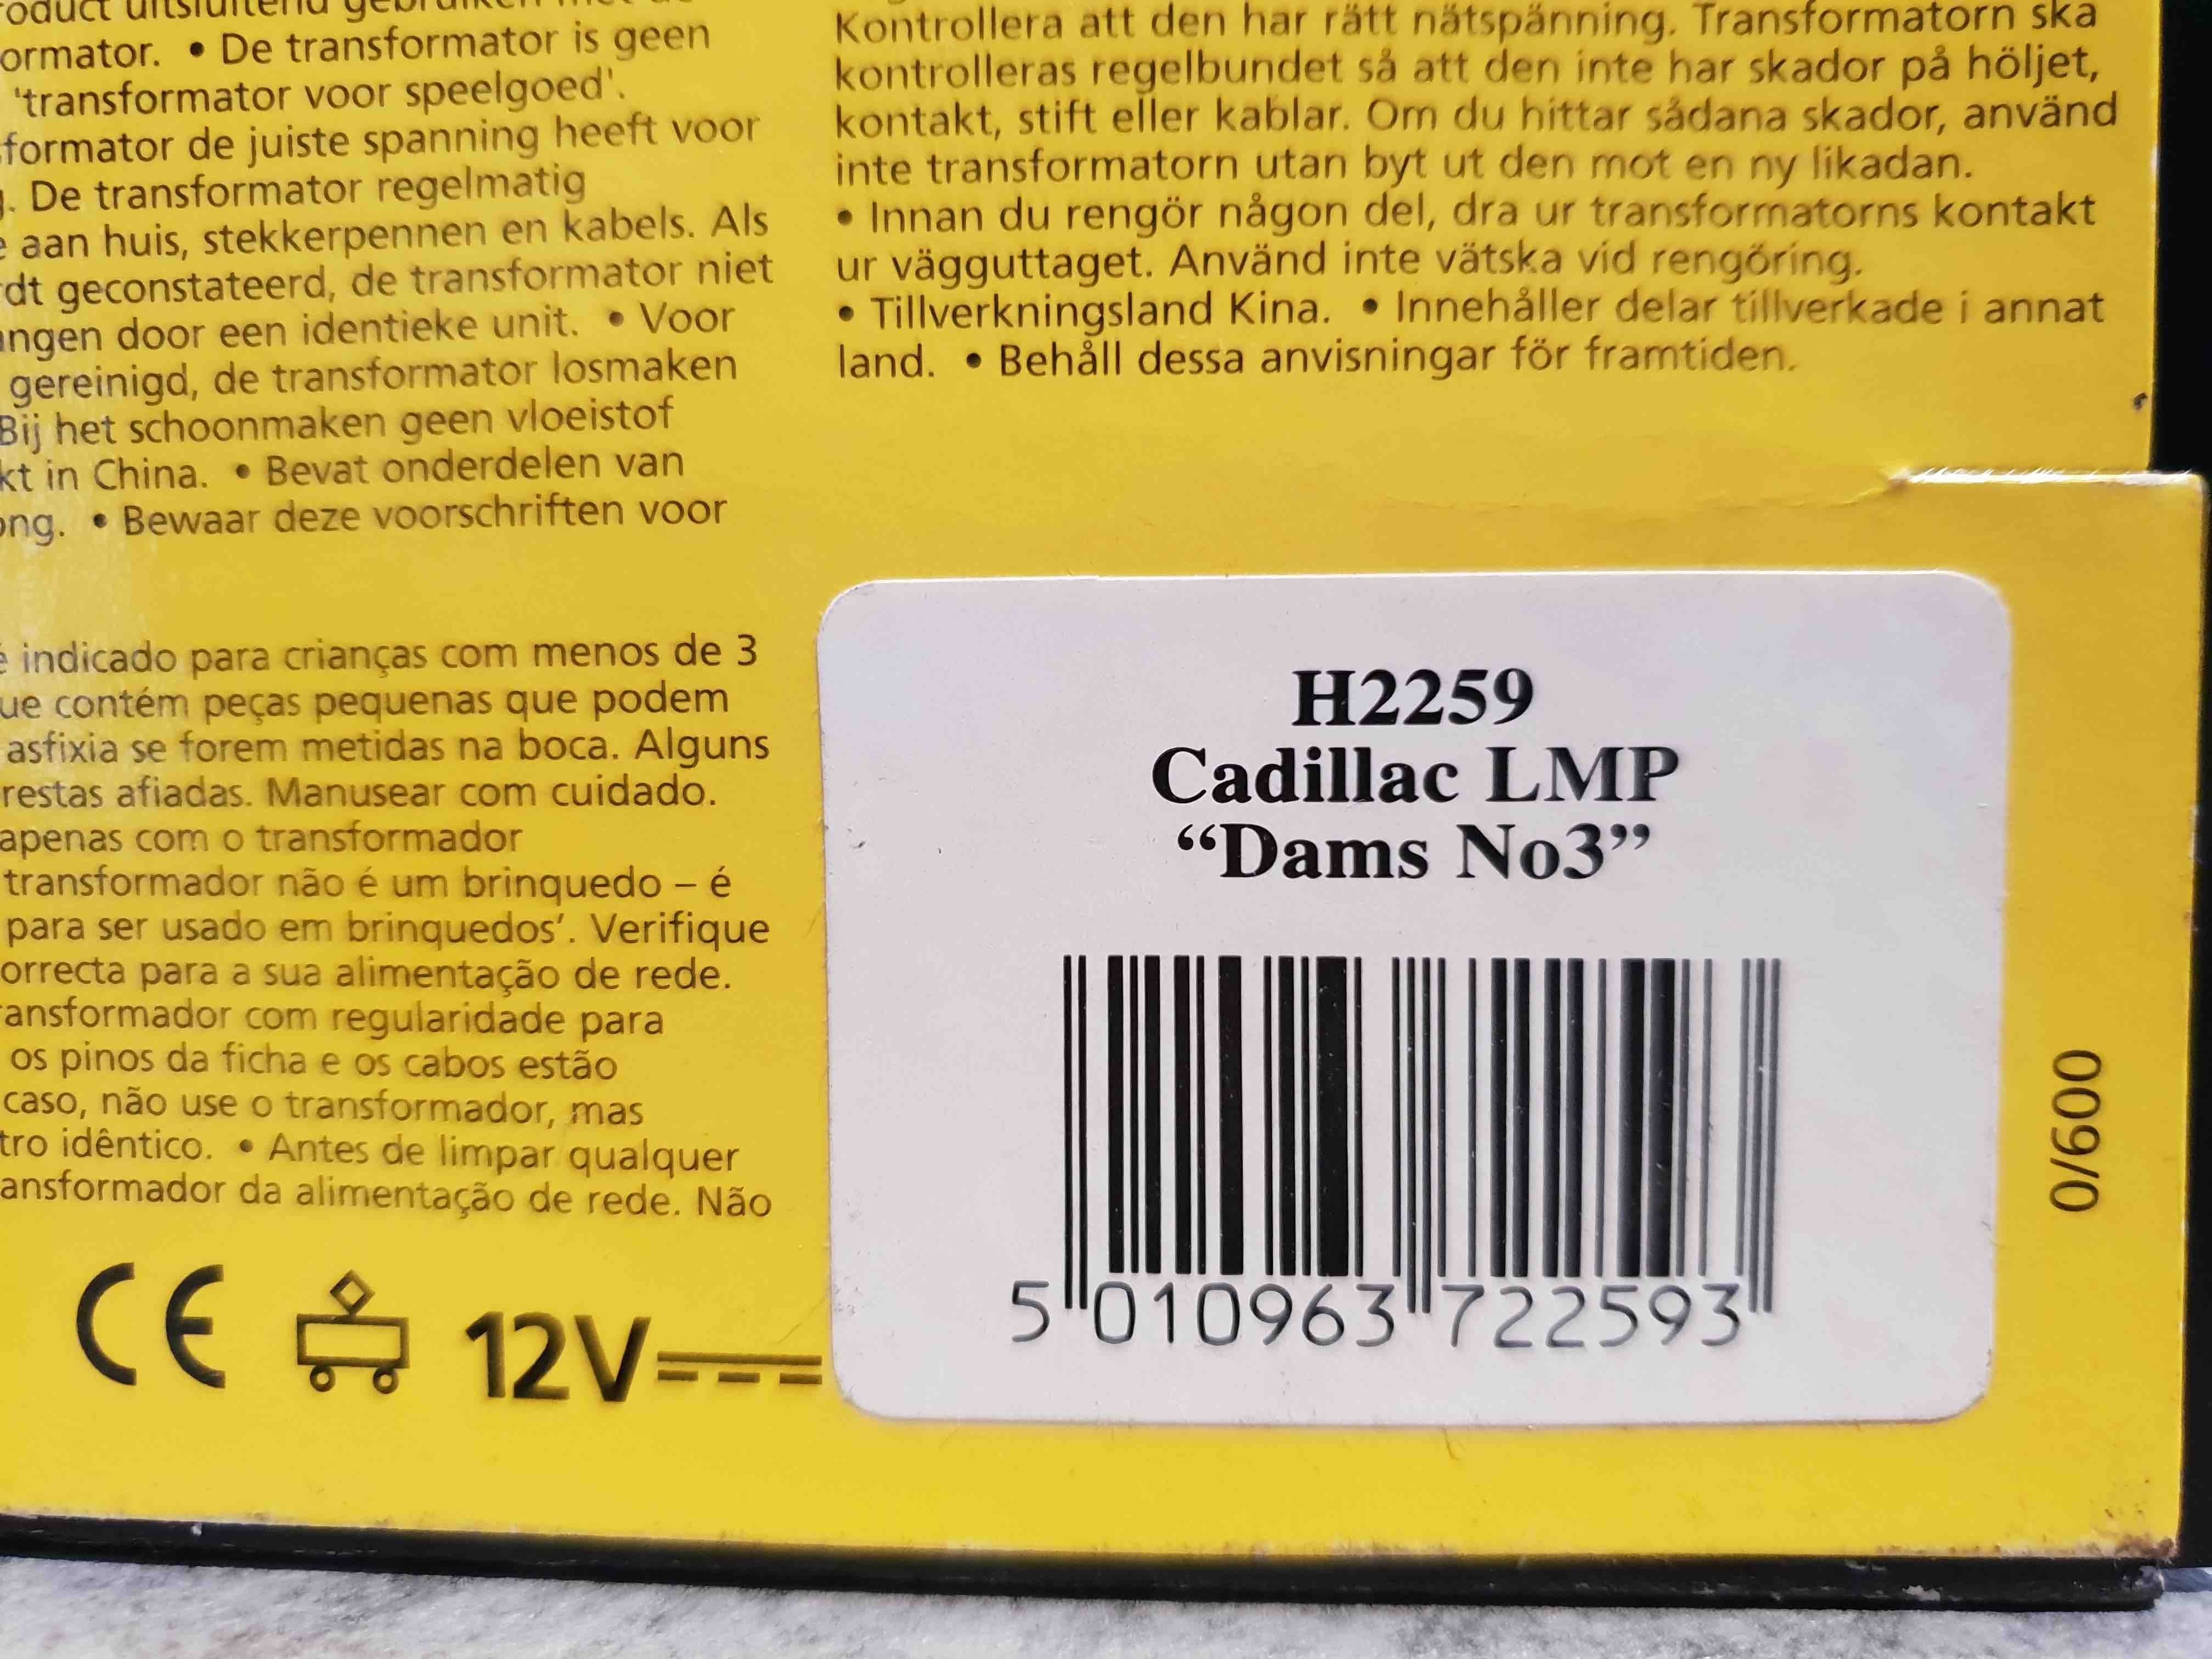 ormator. • De transformator is geen
'transformator voor speelgoed'.
formator de juiste spanning heeft voor
. De transformator regelmatig
aan huis, stekkerpennen en kabels. Als
dt geconstateerd, de transformator niet
angen door een identieke unit. • Voor
gereinigd, de transformator losmaken
Bij het schoonmaken geen vloeistof
kt in China. • Bevat onderdelen van
ong. • Bewaar deze voorschriften voor
é indicado para crianças com menos de 3
ue contém peças pequenas que podem
asfixia se forem metidas na boca. Alguns
restas afiadas. Manusear com cuidado.
apenas com o transformador
transformador não é um brinquedo – é
para ser usado em brinquedos'. Verifique
orrecta para a sua alimentação de rede.
ansformador com regularidade para
os pinos da ficha e os cabos estão
caso, não use o transformador, mas
tro idêntico. • Antes de limpar qualquer
ansformador da alimentação de rede. Não
CE 12V
Kontrollera att den har rätt nätspänning. Transformatorn ska
kontrolleras regelbundet så att den inte har skador på höljet,
kontakt, stift eller kablar. Om du hittar sådana skador, använd
inte transformatorn utan byt ut den mot en ny likadan.
• Innan du rengör någon del, dra ur transformatorns kontakt
ur vägguttaget. Använd inte vätska vid rengöring.
• Tillverkningsland Kina. • Innehåller delar tillverkade i annat
land. • Behåll dessa anvisningar för framtiden.
H2259
Cadillac LMP
“Dams No3”
5 010963 722593
0/600